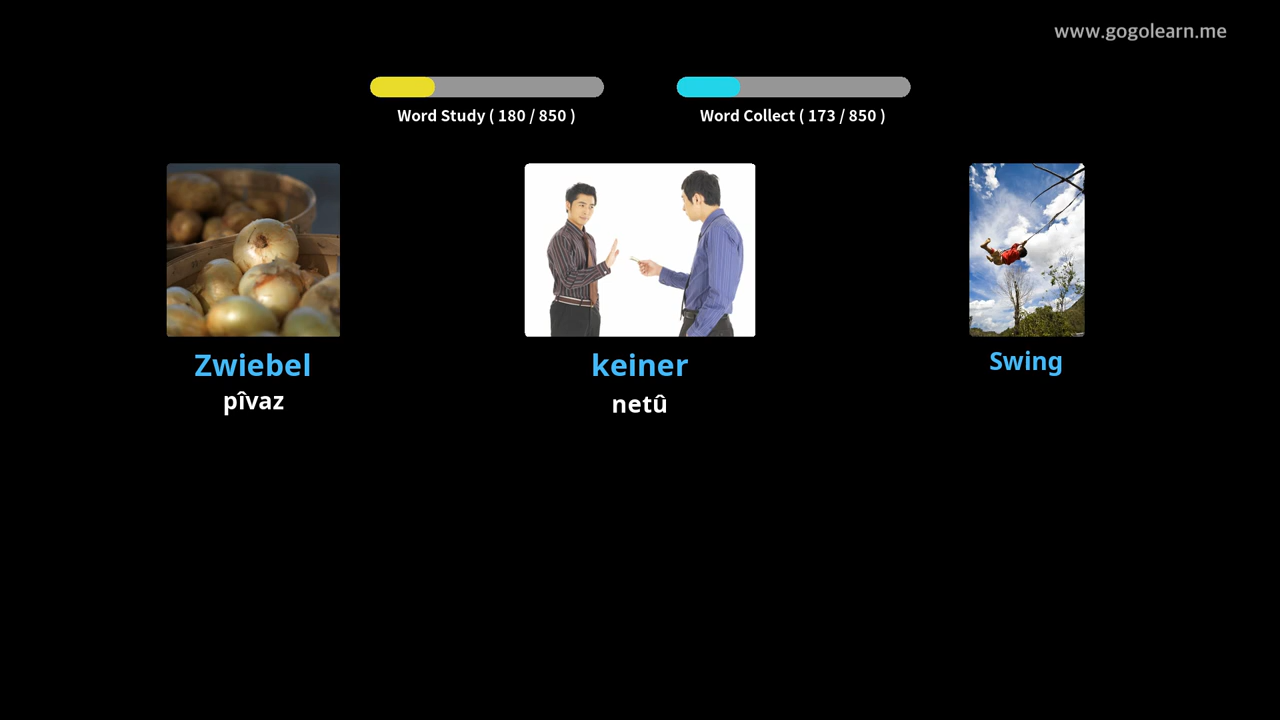 www.gogolearn.me
Word Study ( 180 / 850 )
Word Collect ( 173 / 850 )
Zwiebel
pîvaz
keiner
netû
Swing